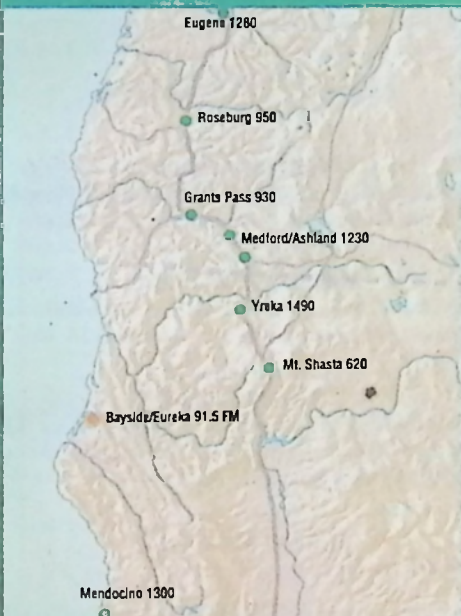 Eugene 1280
Roseburg 950
Grants Pass 930
Medford/Ashland 1230
Yreka 1490
Mt. Shasta 620
Bayside/Eureka 91.5 FM
Mendocino 1300